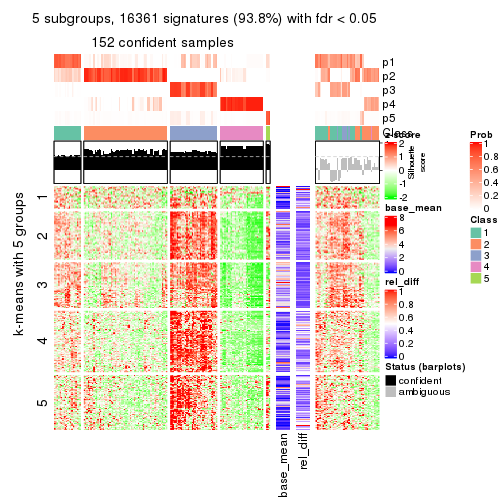 5 subgroups, 16361 signatures (93.8%) with fdr < 0.05
152 confident samples
p1
p2
p3
p4
p5
Class
Silhouette
score
1
2
3
4
5
k-means with 5 groups
base_mean
rel_diff
z-score
2
1
0
-1
-2
base_mean
8
6
4
2
0
rel_diff
1
0.8
0.6
0.4
0.2
0
Status (barplots)
confident
ambiguous
Prob
1
0.8
0.6
0.4
0.2
0
Class
1
2
3
4
5